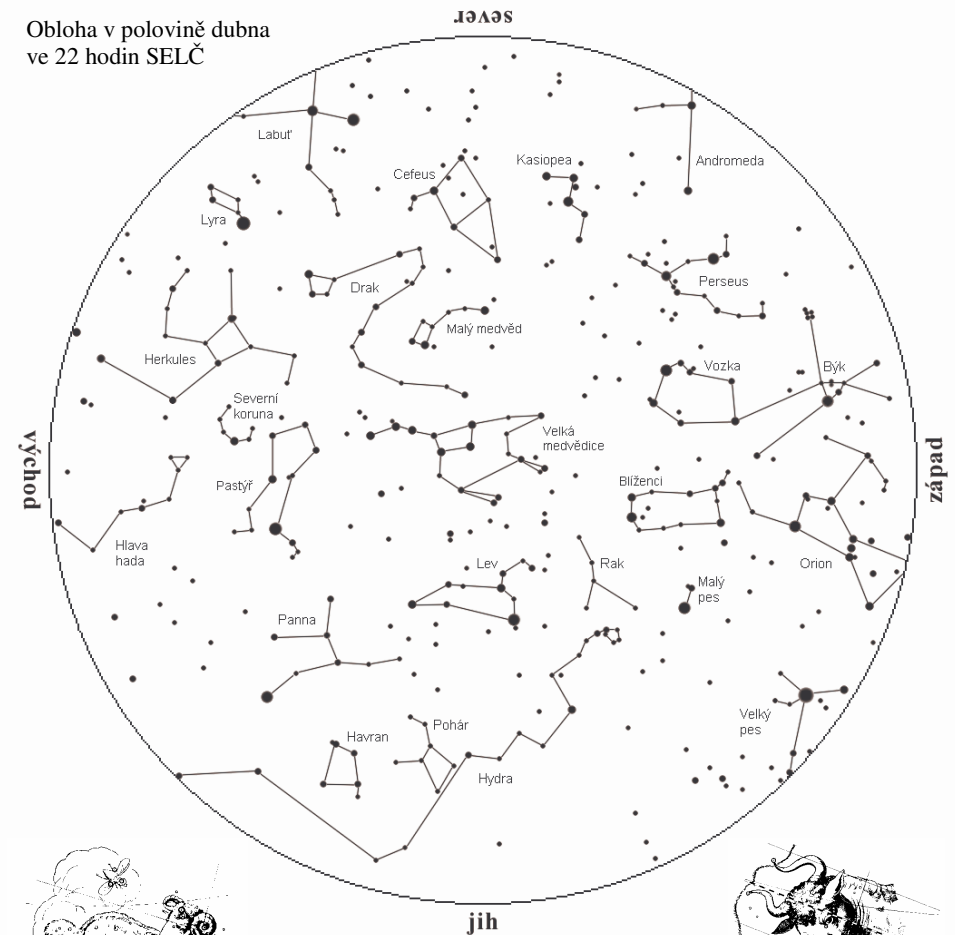 Obloha v polovině dubna
ve 22 hodin SELČ
sever
Labuť
Cefeus
Kasiopea
Andromeda
Lyra
Drak
Perseus
Malý medvěd
Herkules
Vozka
Býk
Severní
koruna
Velká
medvědice
východ
západ
Pastýř
Blíženci
Hlava
hada
Lev
Rak
Orion
Malý
pes
Panna
Velký
pes
Pohár
Havran
Hydra
jih